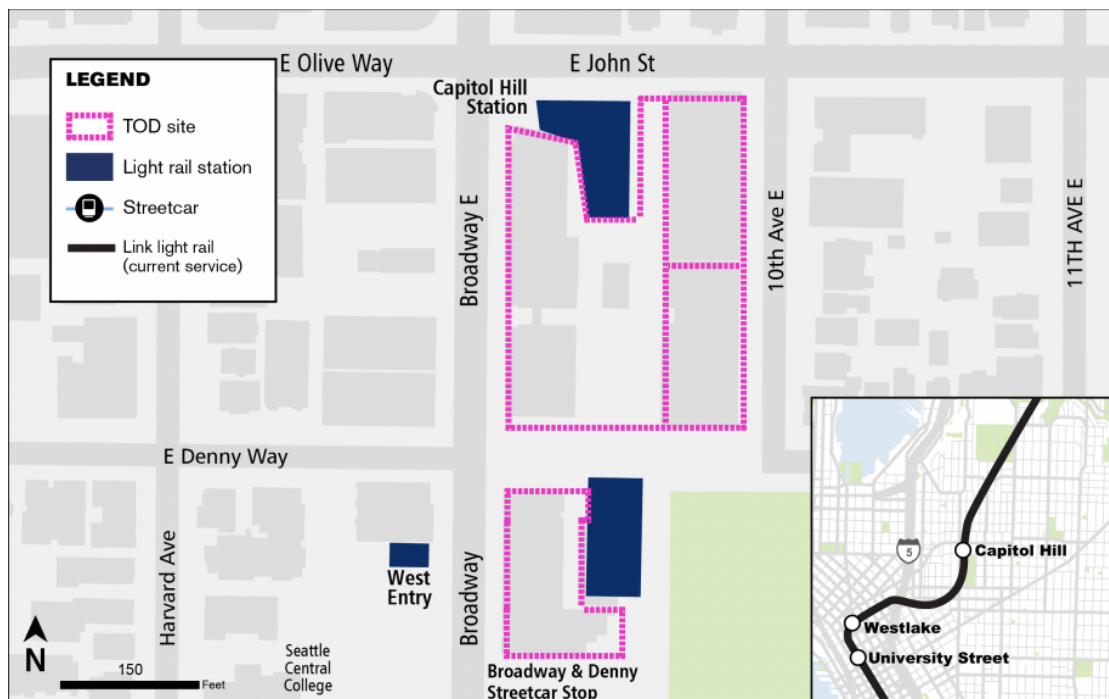 E Olive Way
E John St
LEGEND
TOD site
Light rail station
Streetcar
Link light rail
(current service)
Capitol Hill
Station
Broadway E
10th Ave E
11TH AVE E
E Denny Way
Harvard Ave
West
Entry
Broadway
N
150
Feet
Seattle
Central
College
Broadway & Denny
Streetcar Stop
5
Capitol Hill
Westlake
University Street